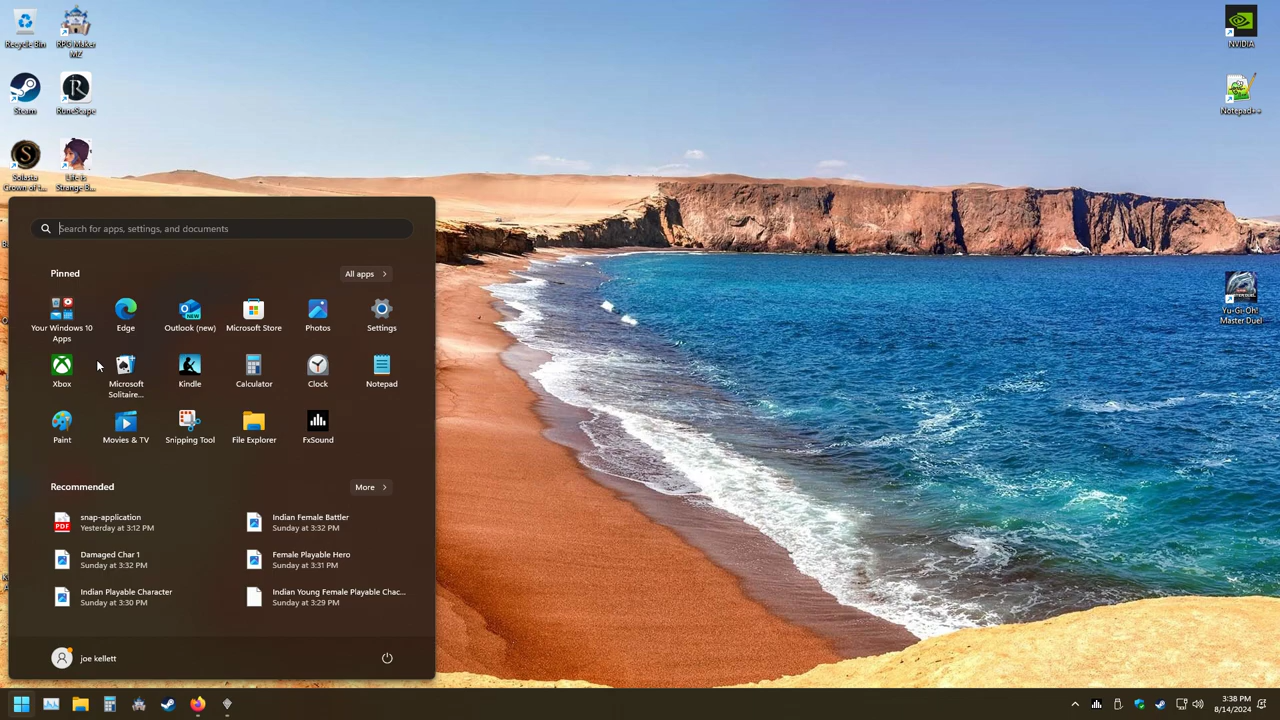 Recycle Bin
RPG Maker
MZ
Steam
RuneScape
Solasta
Crown of t...
Life is
Strange B...
NVIDIA
Notepad++
Yu-Gi-Oh!
Master Duel
Search for apps, settings, and documents
Pinned
All apps
Your Windows 10
Apps
Edge
Outlook (new)
Microsoft Store
Photos
Settings
Xbox
Microsoft
Solitaire...
Kindle
Calculator
Clock
Notepad
Paint
Movies & TV
Snipping Tool
File Explorer
FxSound
Recommended
More
snap-application
Yesterday at 3:12 PM
Indian Female Battler
Sunday at 3:32 PM
Damaged Char 1
Sunday at 3:32 PM
Female Playable Hero
Sunday at 3:31 PM
Indian Playable Character
Sunday at 3:30 PM
Indian Young Female Playable Chac...
Sunday at 3:29 PM
joe kellett
3:38 PM
8/14/2024